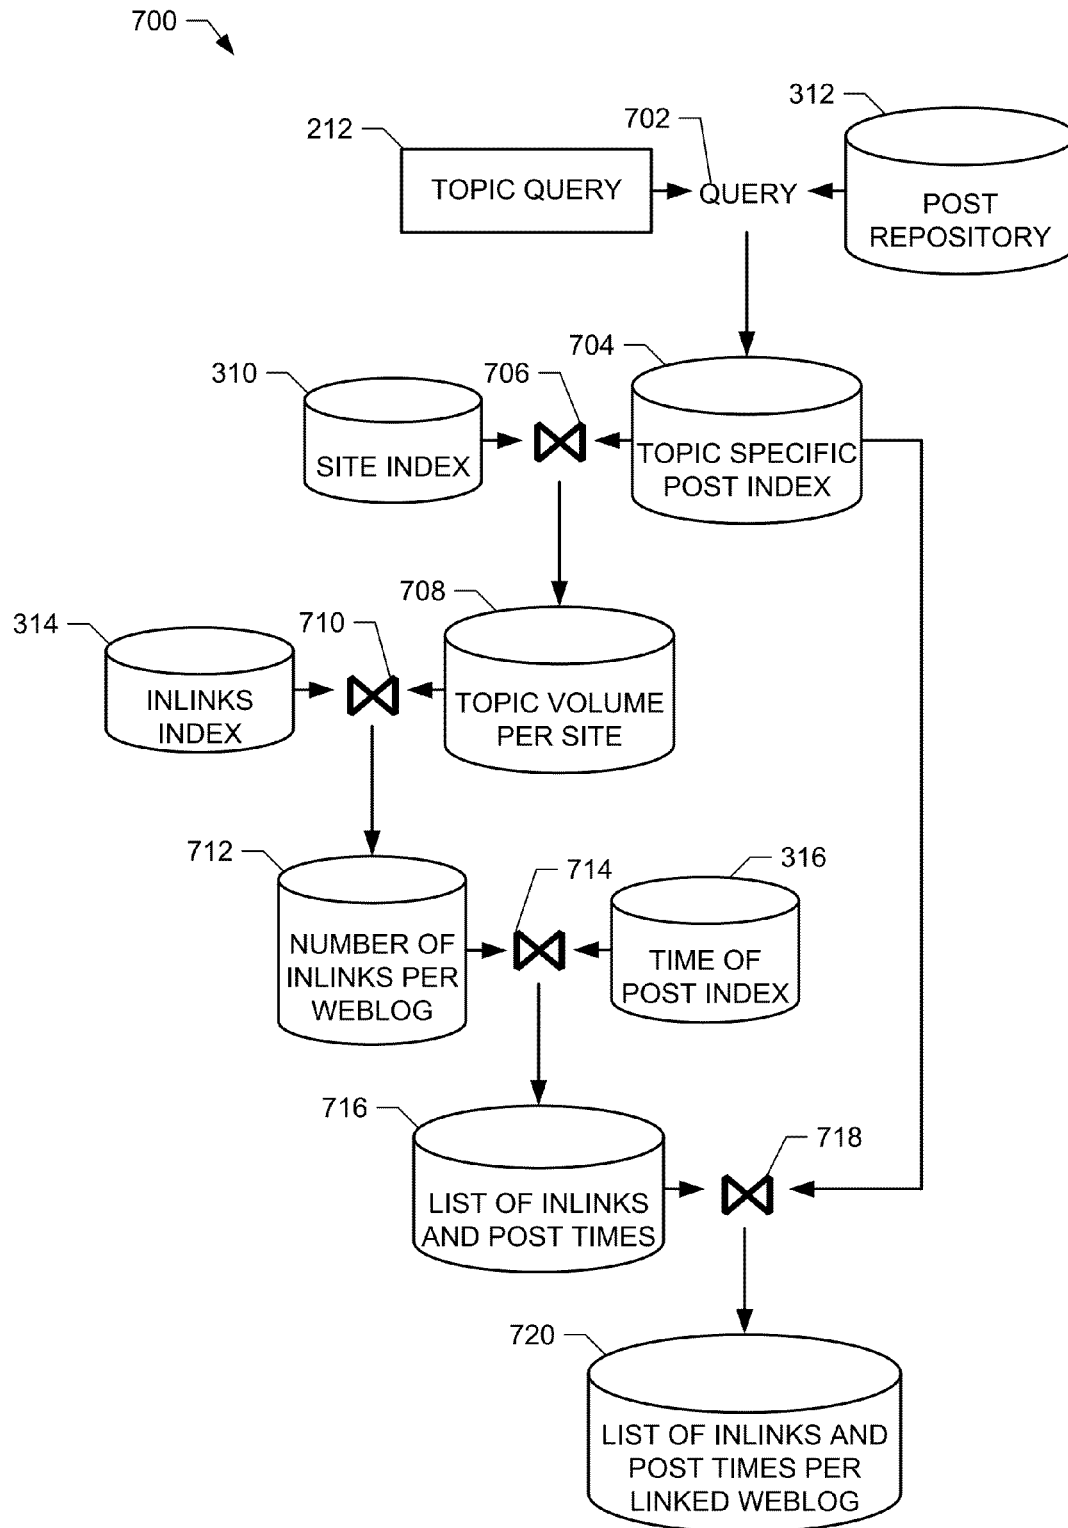 700
312
702
212
TOPIC QUERY
QUERY
POST
REPOSITORY
704
706
310
SITE INDEX
TOPIC SPECIFIC
POST INDEX
708
710
314
INLINKS
INDEX
TOPIC VOLUME
PER SITE
712
714
316
NUMBER OF
INLINKS PER
WEBLOG
TIME OF
POST INDEX
716
718
LIST OF INLINKS
AND POST TIMES
720
LIST OF INLINKS AND
POST TIMES PER
LINKED WEBLOG